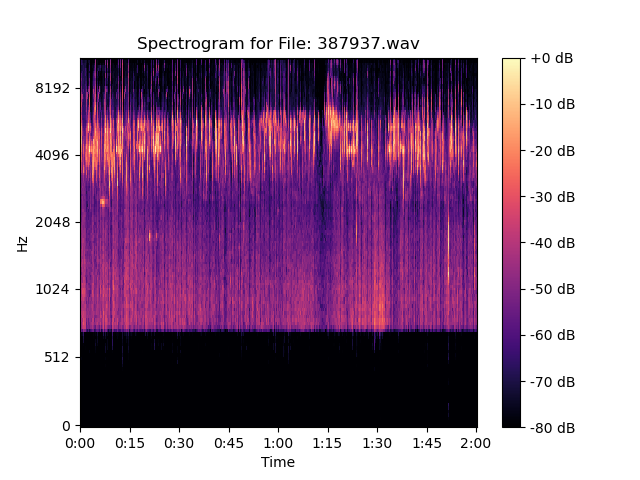 Spectrogram for File: 387937.wav
Hz
8192
4096
2048
1024
512
0
0:00 0:15 0:30 0:45 1:00 1:15 1:30 1:45 2:00
Time
+0 dB
-10 dB
-20 dB
-30 dB
-40 dB
-50 dB
-60 dB
-70 dB
-80 dB